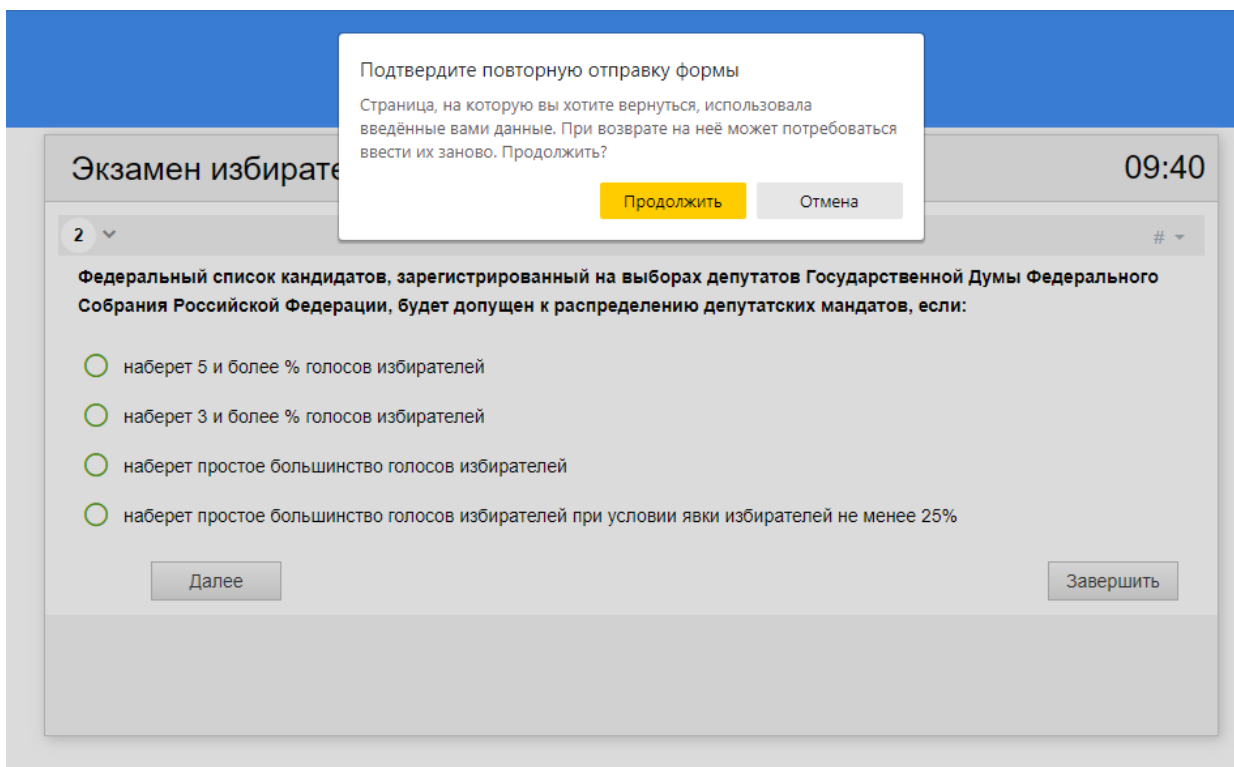 Подтвердите повторную отправку формы
Страница, на которую вы хотите вернуться, использовала
введённые вами данные. При возврате на неё может потребоваться
ввести их заново. Продолжить?
Продолжить
Отмена
Экзамен избирате
09:40
2
#
Федеральный список кандидатов, зарегистрированный на выборах депутатов Государственной Думы Федерального
Собрания Российской Федерации, будет допущен к распределению депутатских мандатов, если:
наберет 5 и более % голосов избирателей
наберет 3 и более % голосов избирателей
наберет простое большинство голосов избирателей
наберет простое большинство голосов избирателей при условии явки избирателей не менее 25%
Далее
Завершить